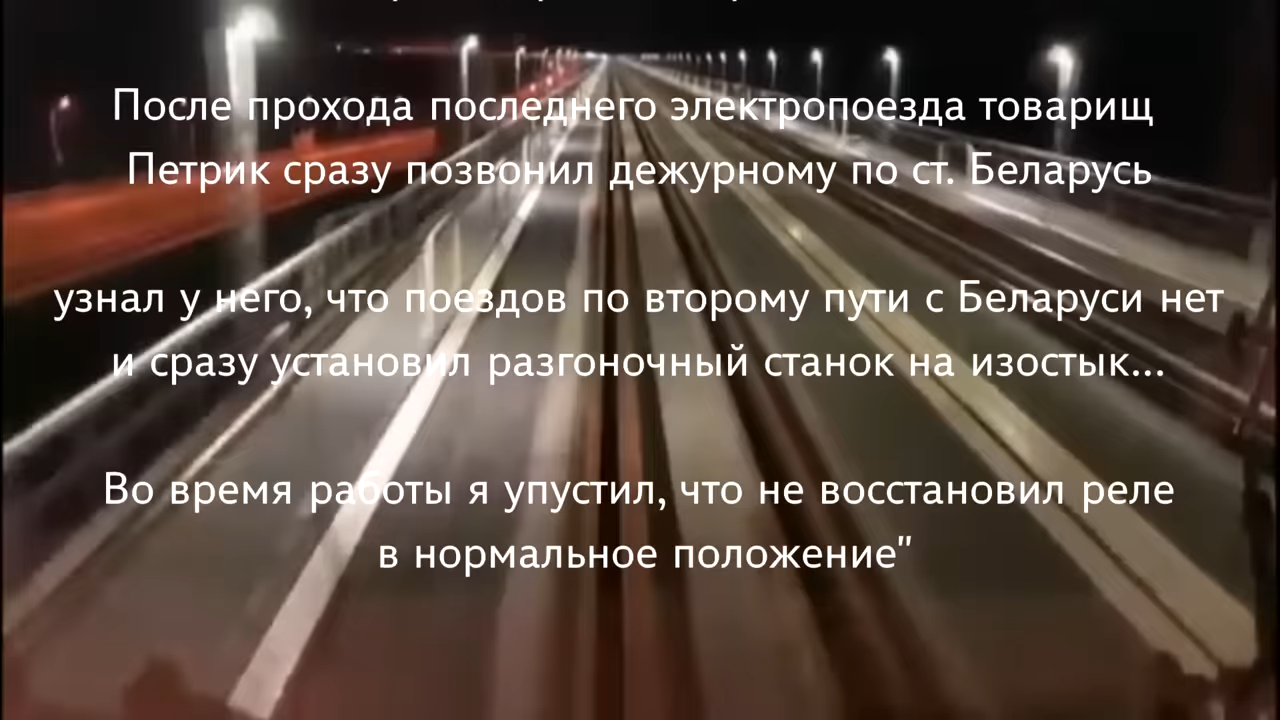 После прохода последнего электропоезда товарищ
Петрик сразу позвонил дежурному по ст. Беларусь
узнал у него, что поездов по второму пути с Беларуси нет
и сразу установил разгоночный станок на изостык...
Во время работы я упустил, что не восстановил реле
в нормальное положение"